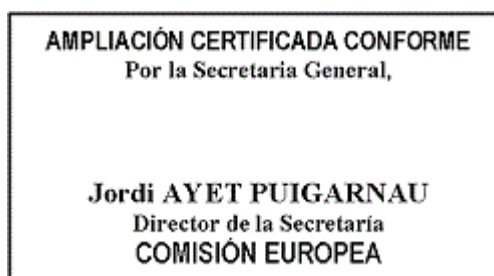 AMPLIACIÓN CERTIFICADA CONFORME
Por la Secretaria General,
Jordi AYET PUIGARNAU
Director de la Secretaría
COMISIÓN EUROPEA